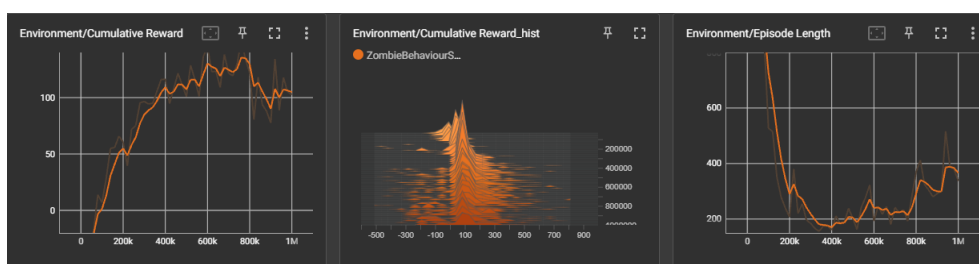 Environment/Cumulative Reward
100
50
0
0 200k 400k 600k 800k 1M
Environment/Cumulative Reward_hist
ZombieBehaviourS…
200000
400000
600000
800000
-500 -300 -100 100 300 500 700 900
Environment/Episode Length
600
400
200
0 200k 400k 600k 800k 1M